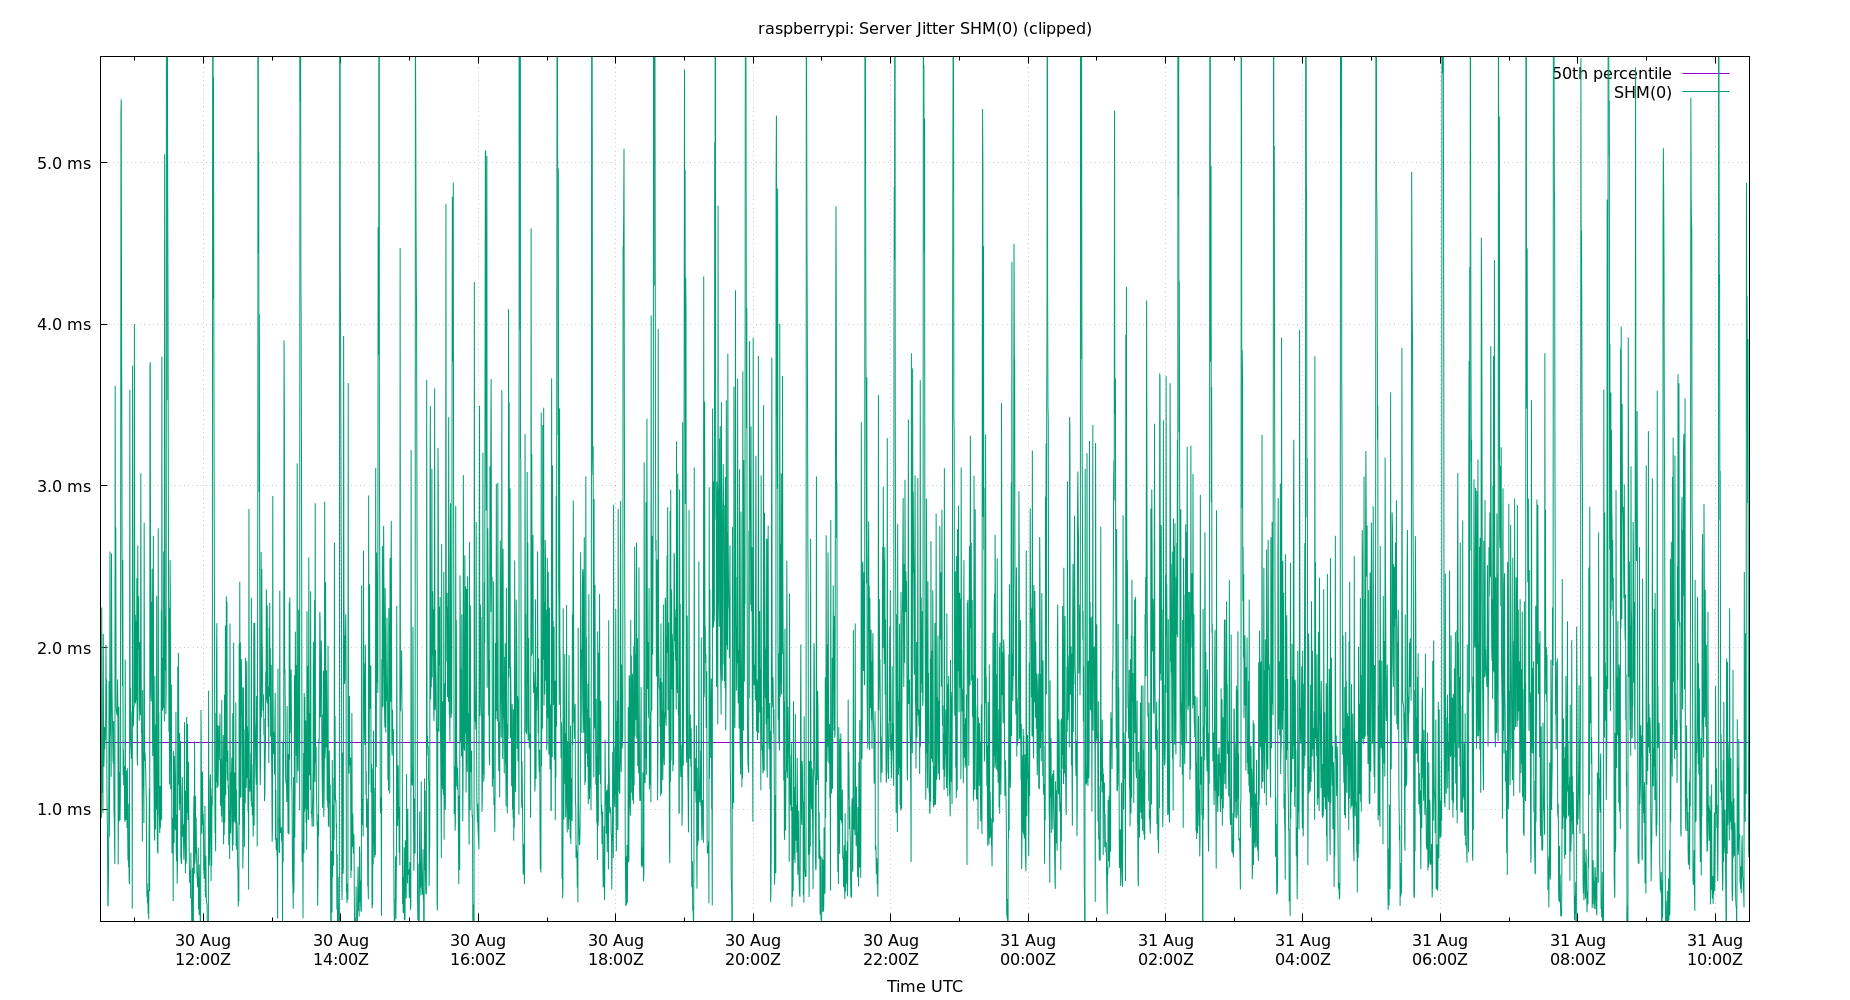 raspberrypi: Server Jitter SHM(0) (clipped)
50th percentile
SHM(0)
5.0 ms
4.0 ms
3.0 ms
2.0 ms
1.0 ms
30 Aug 30 Aug 30 Aug 30 Aug 30 Aug 30 Aug 31 Aug 31 Aug 31 Aug 31 Aug 31 Aug 31 Aug
12:00Z 14:00Z 16:00Z 18:00Z 20:00Z 22:00Z 00:00Z 02:00Z 04:00Z 06:00Z 08:00Z 10:00Z
Time UTC